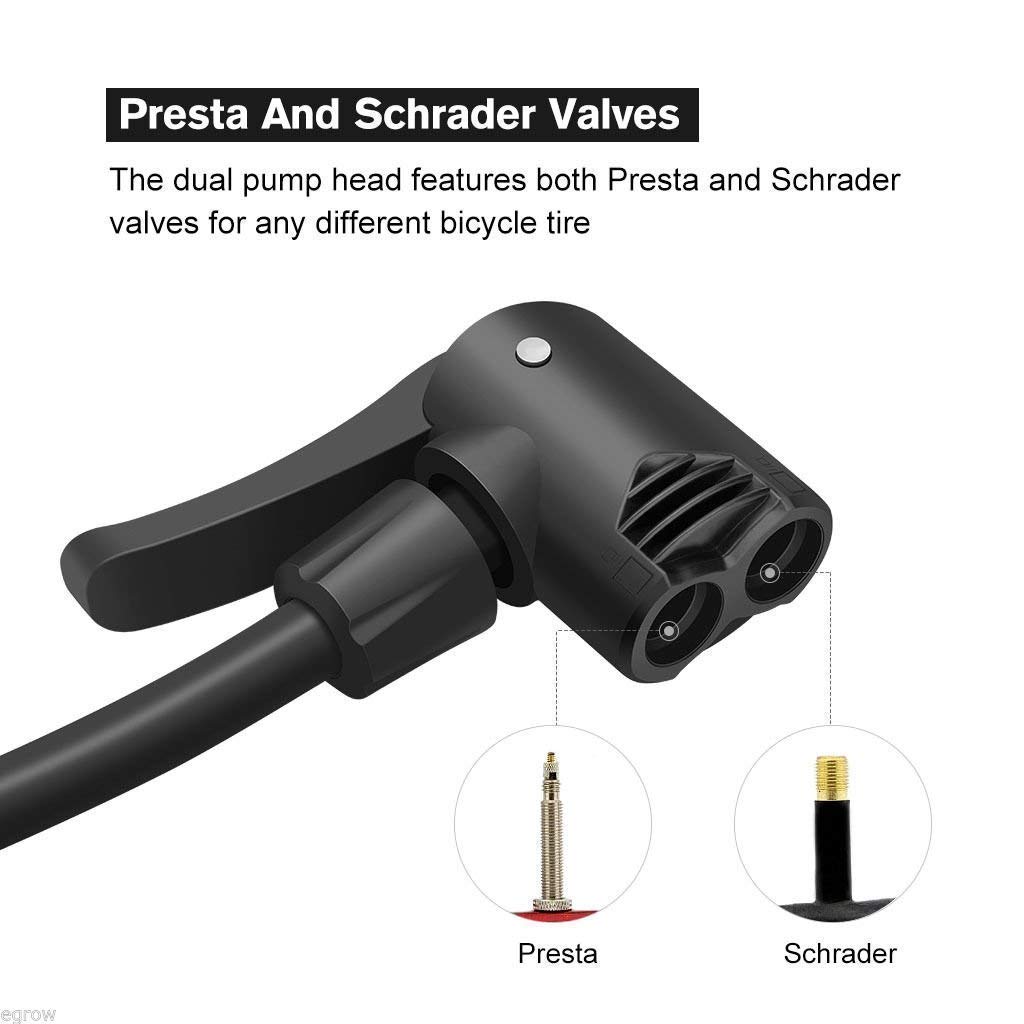 Presta And Schrader Valves
The dual pump head features both Presta and Schrader
valves for any different bicycle tire
Presta
Schrader
egrow